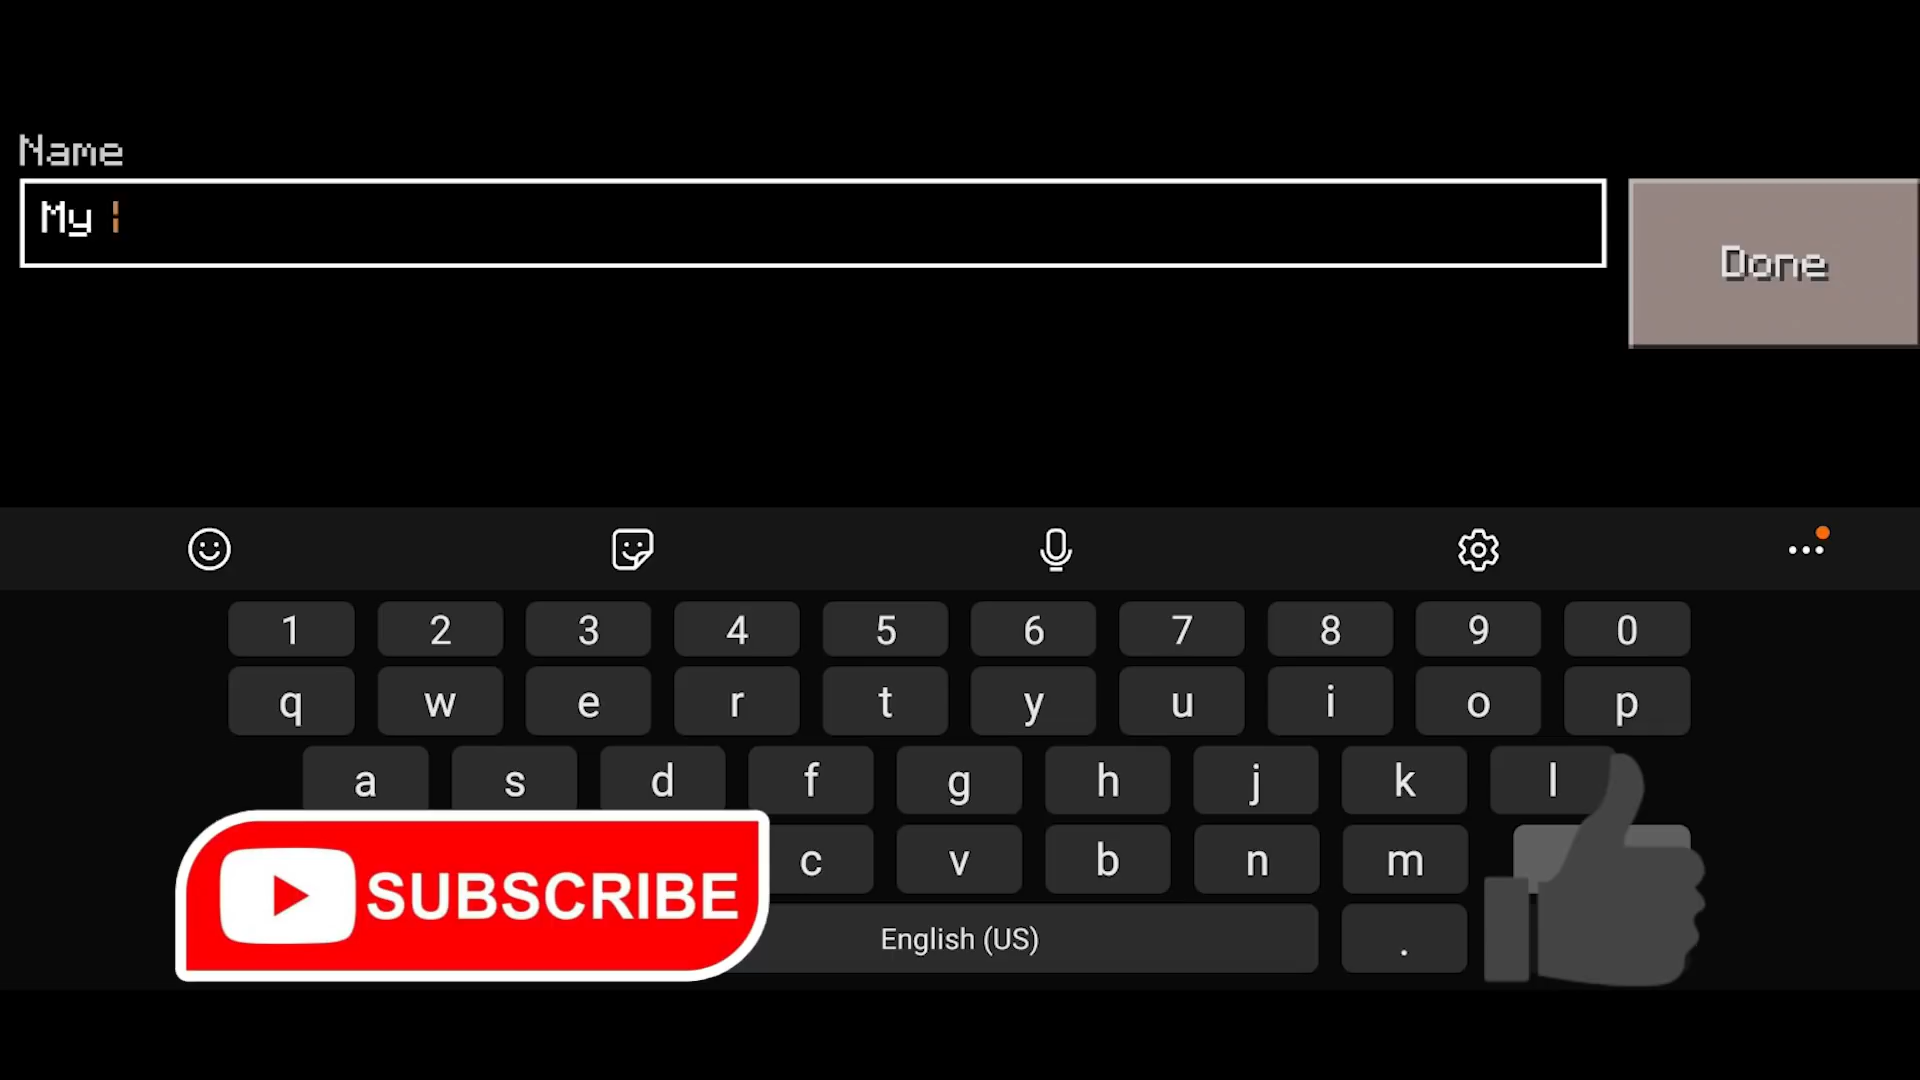 Name
My
Done
1 2 3 4 5 6 7 8 9 0
q w e r t y u i o p
a s d f g h j k l
c v b n m
SUBSCRIBE
English (US) .